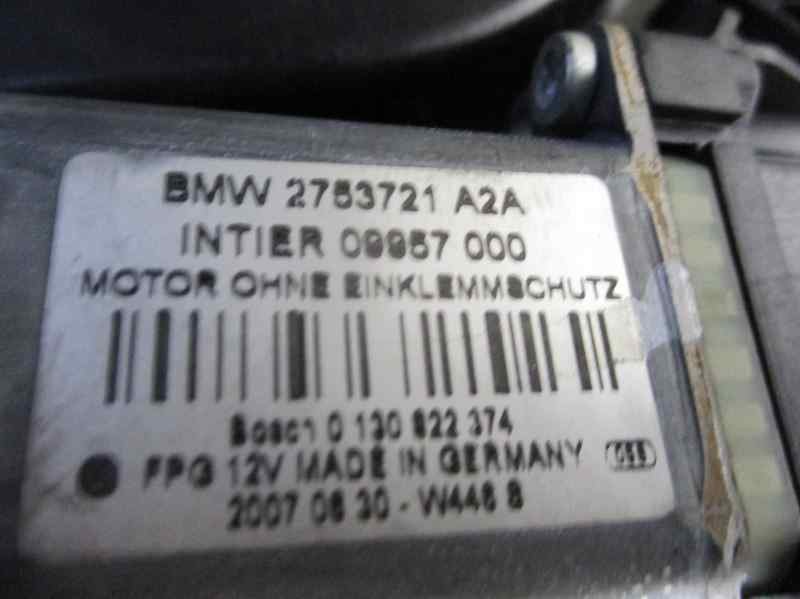 BMW 2753721 A2A
INTIER 09957 000
MOTOR OHNE EINKLEMMSCHUTZ
Bosch 0 130 822 374
FPG 12V MADE IN GERMANY
2007 06 30 - W446 8